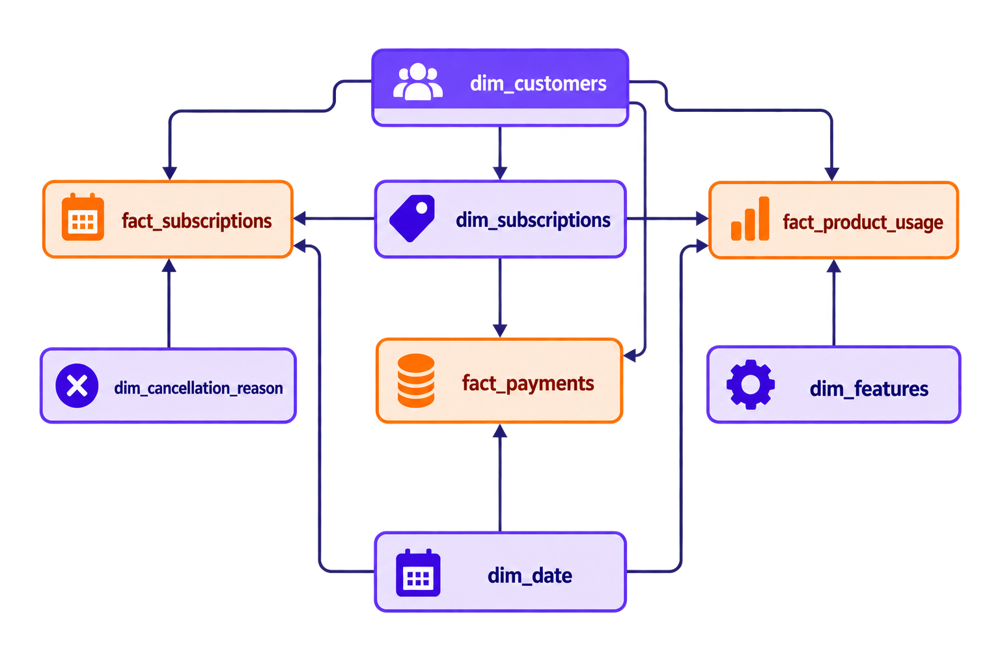 dim_customers
fact_subscriptions
dim_subscriptions
fact_product_usage
dim_cancellation_reason
fact_payments
dim_features
dim_date